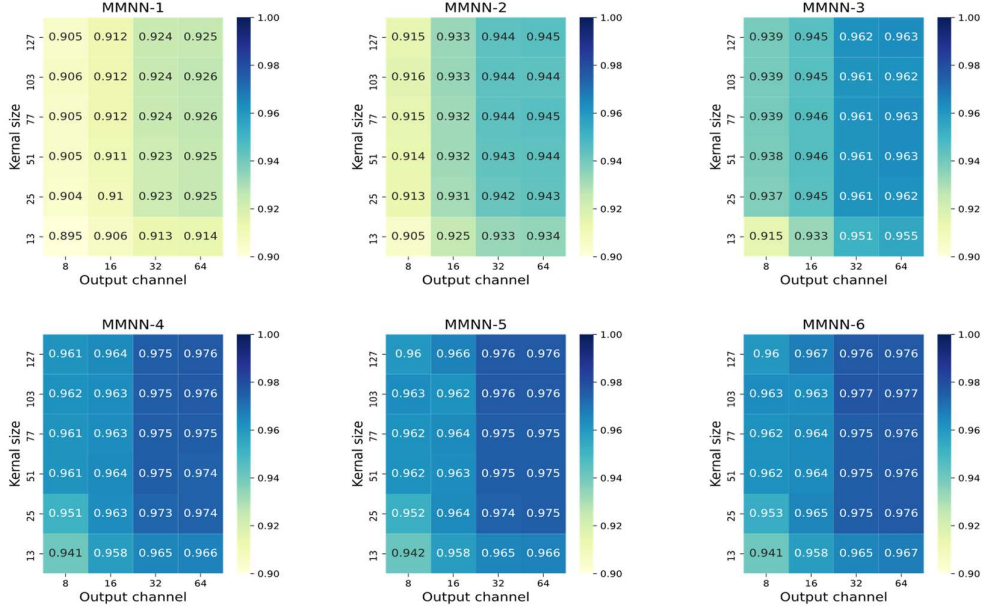 MMNN-1
Kernal size
127 0.905 0.912 0.924 0.925
103 0.906 0.912 0.924 0.926
77 0.905 0.912 0.924 0.926
51 0.905 0.911 0.923 0.925
25 0.904 0.91 0.923 0.925
13 0.895 0.906 0.913 0.914
8 16 32 64
Output channel
1.00
0.98
0.96
0.94
0.92
0.90
MMNN-2
Kernal size
127 0.915 0.933 0.944 0.945
103 0.916 0.933 0.944 0.944
77 0.915 0.932 0.944 0.945
51 0.914 0.932 0.943 0.944
25 0.913 0.931 0.942 0.943
13 0.905 0.925 0.933 0.934
8 16 32 64
Output channel
1.00
0.98
0.96
0.94
0.92
0.90
MMNN-3
Kernal size
127 0.939 0.945 0.962 0.963
103 0.939 0.945 0.961 0.962
77 0.939 0.946 0.961 0.963
51 0.938 0.946 0.961 0.963
25 0.937 0.945 0.961 0.962
13 0.915 0.933 0.951 0.955
8 16 32 64
Output channel
1.00
0.98
0.96
0.94
0.92
0.90
MMNN-4
Kernal size
127 0.961 0.964 0.975 0.976
103 0.962 0.963 0.975 0.976
77 0.961 0.963 0.975 0.975
51 0.961 0.964 0.975 0.974
25 0.951 0.963 0.973 0.974
13 0.941 0.958 0.965 0.966
8 16 32 64
Output channel
1.00
0.98
0.96
0.94
0.92
0.90
MMNN-5
Kernal size
127 0.96 0.966 0.976 0.976
103 0.963 0.962 0.976 0.976
77 0.962 0.964 0.975 0.975
51 0.962 0.963 0.975 0.975
25 0.952 0.964 0.974 0.975
13 0.942 0.958 0.965 0.966
8 16 32 64
Output channel
1.00
0.98
0.96
0.94
0.92
0.90
MMNN-6
Kernal size
127 0.96 0.967 0.976 0.976
103 0.963 0.963 0.977 0.977
77 0.962 0.964 0.975 0.976
51 0.962 0.964 0.975 0.976
25 0.953 0.965 0.975 0.976
13 0.941 0.958 0.965 0.967
8 16 32 64
Output channel
1.00
0.98
0.96
0.94
0.92
0.90